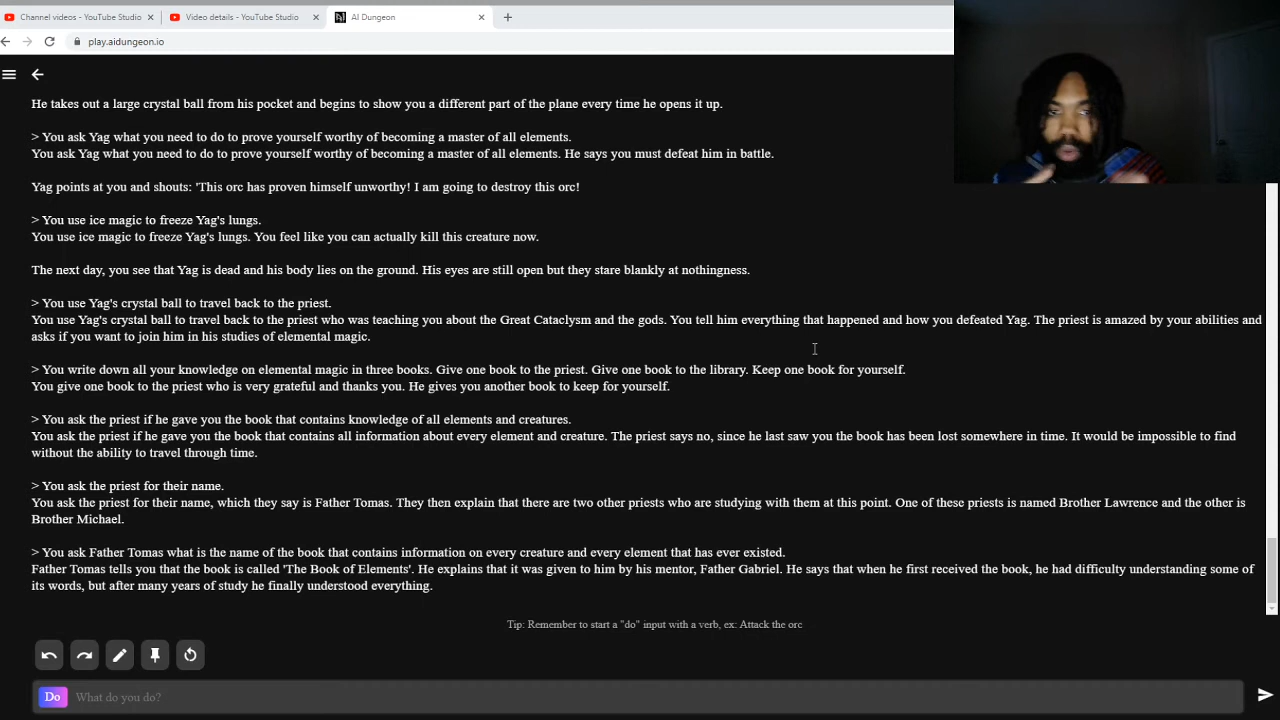 Channel videos - YouTube Studio
Video details - YouTube Studio
AI Dungeon
play.aidungeon.io
He takes out a large crystal ball from his pocket and begins to show you a different part of the plane every time he opens it up.
> You ask Yag what you need to do to prove yourself worthy of becoming a master of all elements.
You ask Yag what you need to do to prove yourself worthy of becoming a master of all elements. He says you must defeat him in battle.
Yag points at you and shouts: 'This orc has proven himself unworthy! I am going to destroy this orc!
> You use ice magic to freeze Yag's lungs.
You use ice magic to freeze Yag's lungs. You feel like you can actually kill this creature now.
The next day, you see that Yag is dead and his body lies on the ground. His eyes are still open but they stare blankly at nothingness.
> You use Yag's crystal ball to travel back to the priest.
You use Yag's crystal ball to travel back to the priest who was teaching you about the Great Cataclysm and the gods. You tell him everything that happened and how you defeated Yag. The priest is amazed by your abilities and
asks if you want to join him in his studies of elemental magic.
> You write down all your knowledge on elemental magic in three books. Give one book to the priest. Give one book to the library. Keep one book for yourself.
You give one book to the priest who is very grateful and thanks you. He gives you another book to keep for yourself.
> You ask the priest if he gave you the book that contains knowledge of all elements and creatures.
You ask the priest if he gave you the book that contains all information about every element and creature. The priest says no, since he last saw you the book has been lost somewhere in time. It would be impossible to find
without the ability to travel through time.
> You ask the priest for their name.
You ask the priest for their name, which they say is Father Tomas. They then explain that there are two other priests who are studying with them at this point. One of these priests is named Brother Lawrence and the other is
Brother Michael.
> You ask Father Tomas what is the name of the book that contains information on every creature and every element that has ever existed.
Father Tomas tells you that the book is called 'The Book of Elements'. He explains that it was given to him by his mentor, Father Gabriel. He says that when he first received the book, he had difficulty understanding some of
its words, but after many years of study he finally understood everything.
Tip: Remember to start a "do" input with a verb, ex: Attack the orc
Do
What do you do?